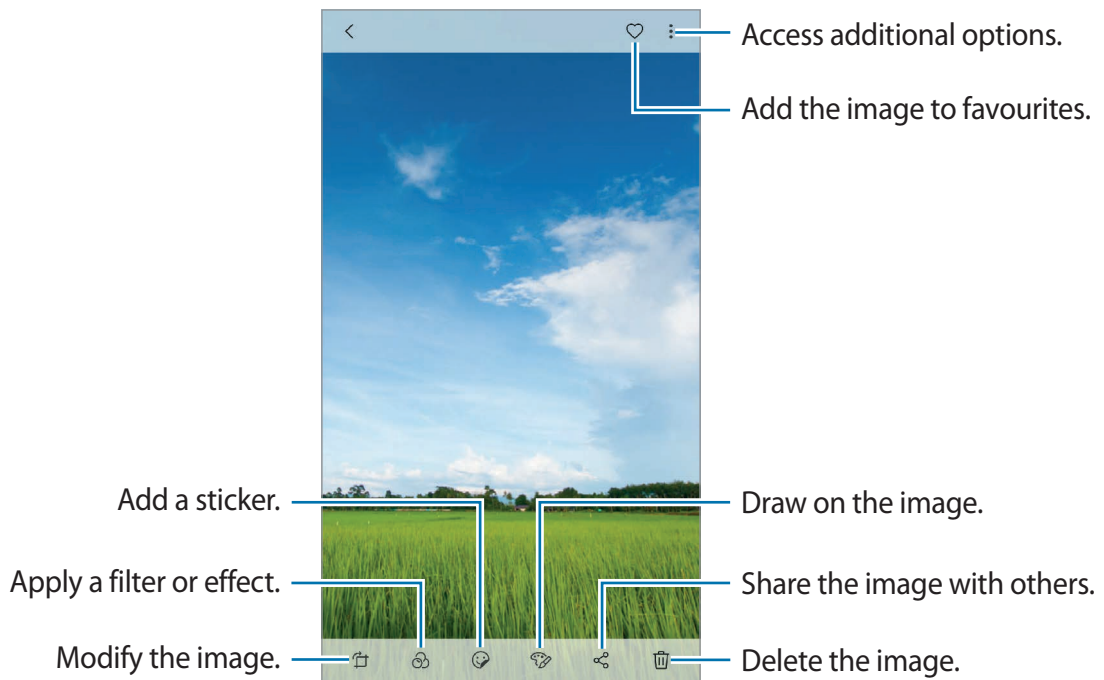 Access additional options.
Add the image to favourites.
Add a sticker.
Draw on the image.
Apply a filter or effect.
Share the image with others.
Modify the image.
Delete the image.